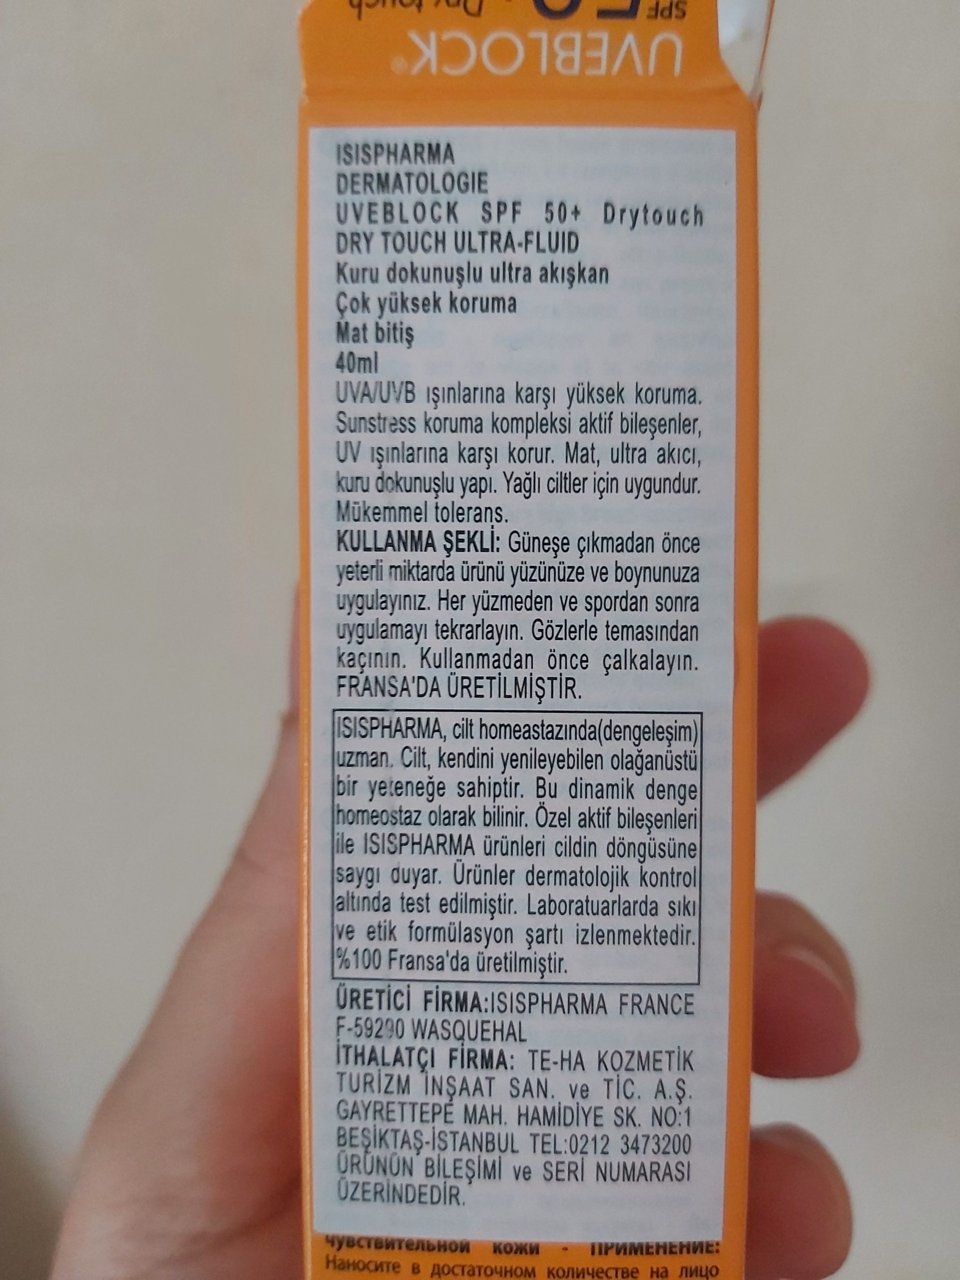 SPF 50 Dry touch
UVEBLOCK®
ISISPHARMA
DERMATOLOGIE
UVEBLOCK SPF 50+ Drytouch
DRY TOUCH ULTRA-FLUID
Kuru dokunuşlu ultra akışkan
Çok yüksek koruma
Mat bitiş
40ml
UVA/UVB ışınlarına karşı yüksek koruma.
Sunstress koruma kompleksi aktif bileşenler,
UV ışınlarına karşı korur. Mat, ultra akıcı,
kuru dokunuşlu yapı. Yağlı ciltler için uygundur.
Mükemmel tolerans.
KULLANMA ŞEKLİ: Güneşe çıkmadan önce
yeterli miktarda ürünü yüzünüze ve boynunuza
uygulayınız. Her yüzmeden ve spordan sonra
uygulamayı tekrarlayın. Gözlerle temasından
kaçının. Kullanmadan önce çalkalayın.
FRANSA'DA ÜRETİLMİŞTİR.
ISISPHARMA, cilt homeastazında(dengeleşim)
uzman. Cilt, kendini yenileyebilen olağanüstü
bir yeteneğe sahiptir. Bu dinamik denge
homeostaz olarak bilinir. Özel aktif bileşenleri
ile ISISPHARMA ürünleri cildin döngüsüne
saygı duyar. Ürünler dermatolojik kontrol
altında test edilmiştir. Laboratuarlarda sıkı
ve etik formülasyon şartı izlenmektedir.
%100 Fransa'da üretilmiştir.
ÜRETİCİ FİRMA:ISISPHARMA FRANCE
F-59290 WASQUEHAL
İTHALATÇI FİRMA: TE-HA KOZMETİK
TURİZM İNŞAAT SAN. ve TİC. A.Ş.
GAYRETTEPE MAH. HAMİDİYE SK. NO:1
BEŞİKTAŞ-İSTANBUL TEL:0212 3473200
ÜRÜNÜN BİLEŞİMİ ve SERİ NUMARASI
ÜZERİNDEDİR.
чувствительной кожи - ПРИМЕНЕНИЕ:
Наносите в достаточном количестве на лицо